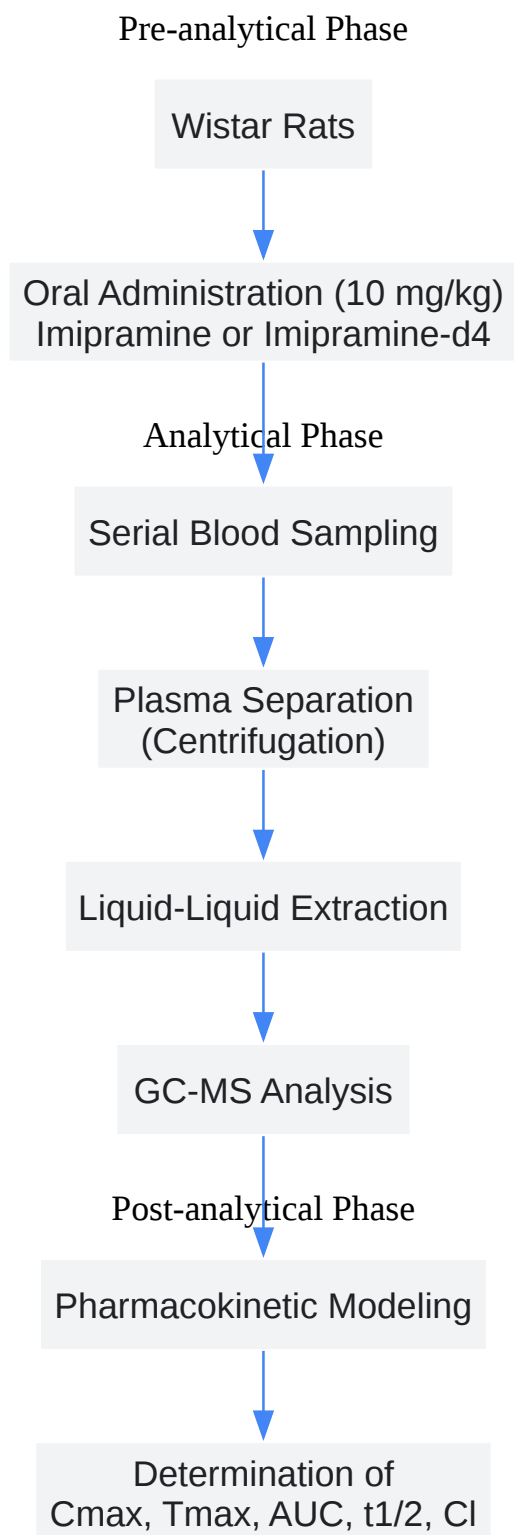 Pre-analytical Phase
Wistar Rats
Oral Administration (10 mg/kg)
Imipramine or Imipramine-d4
Analytical Phase
Serial Blood Sampling
Plasma Separation
(Centrifugation)
Liquid-Liquid Extraction
GC-MS Analysis
Post-analytical Phase
Pharmacokinetic Modeling
Determination of
Cmax, Tmax, AUC, t1/2, Cl